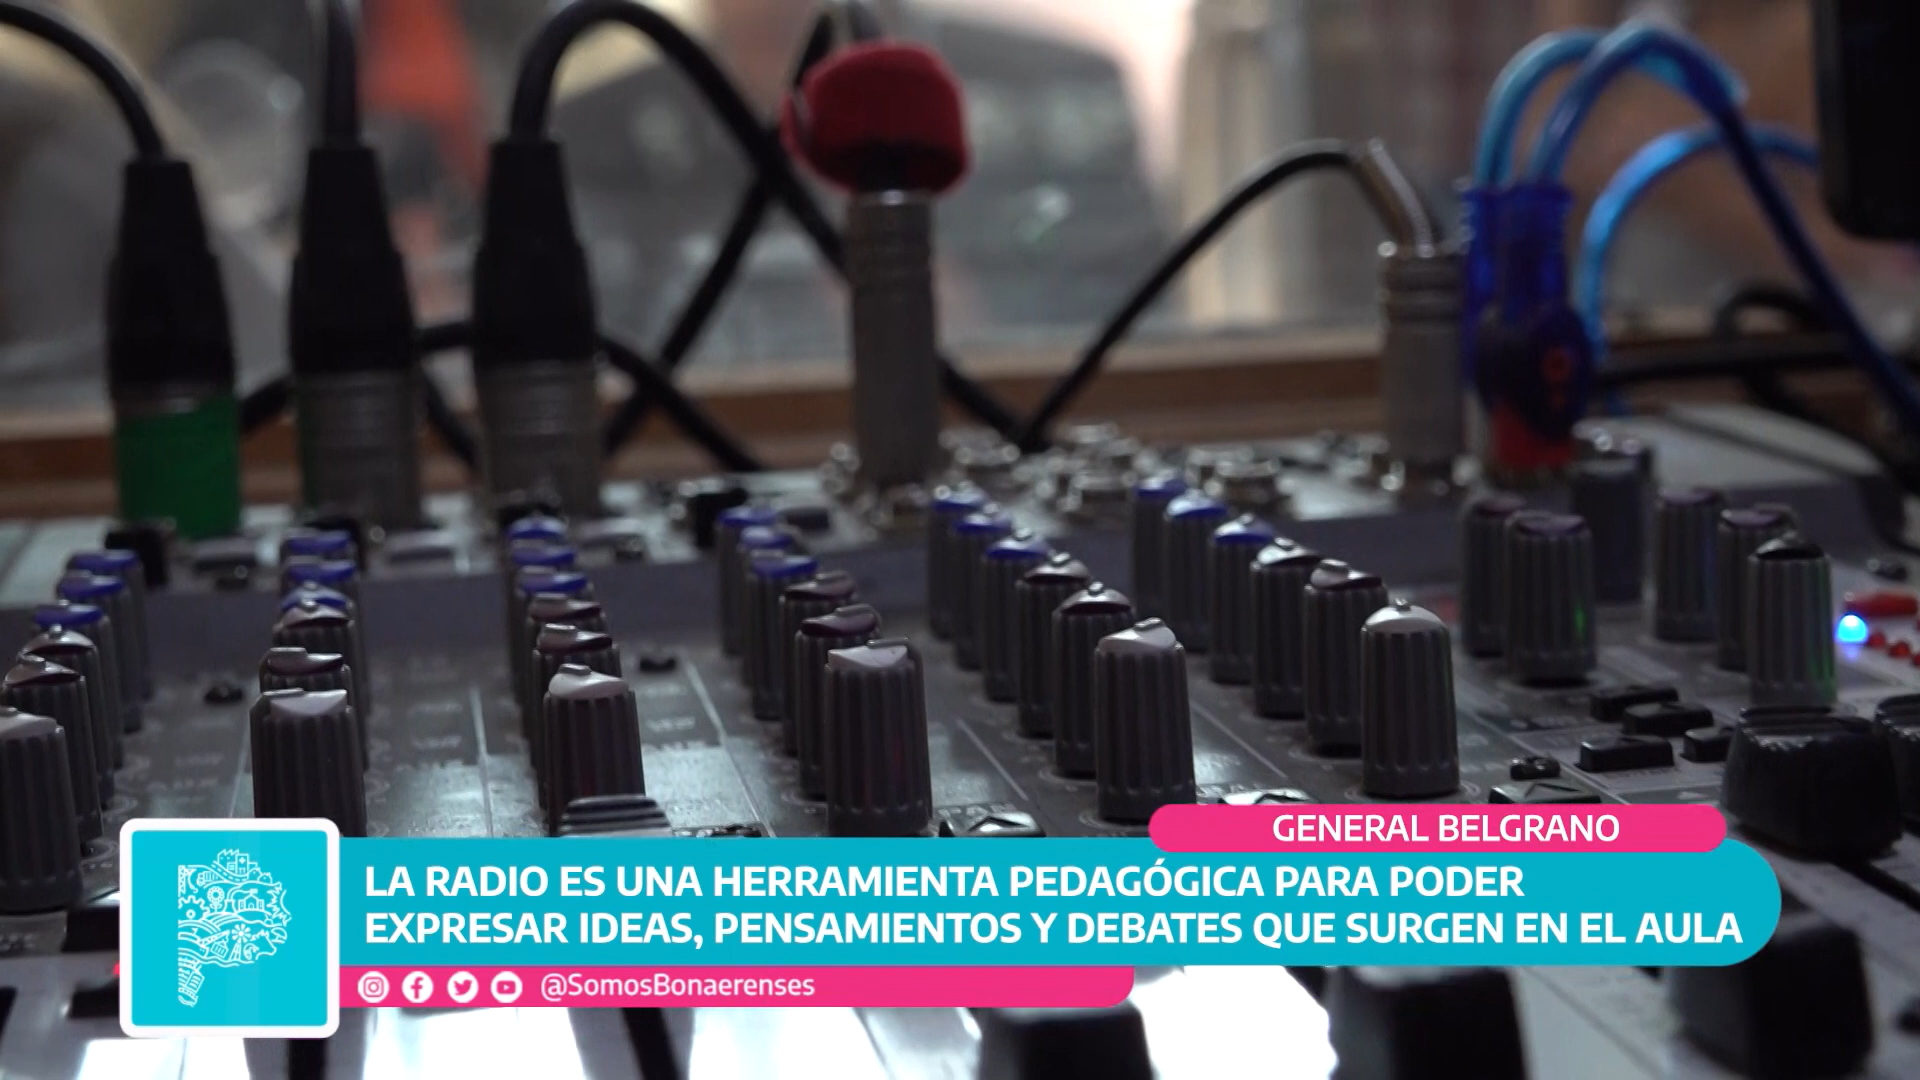 GENERAL BELGRANO
LA RADIO ES UNA HERRAMIENTA PEDAGÓGICA PARA PODER
EXPRESAR IDEAS, PENSAMIENTOS Y DEBATES QUE SURGEN EN EL AULA
@SomosBonaerenses